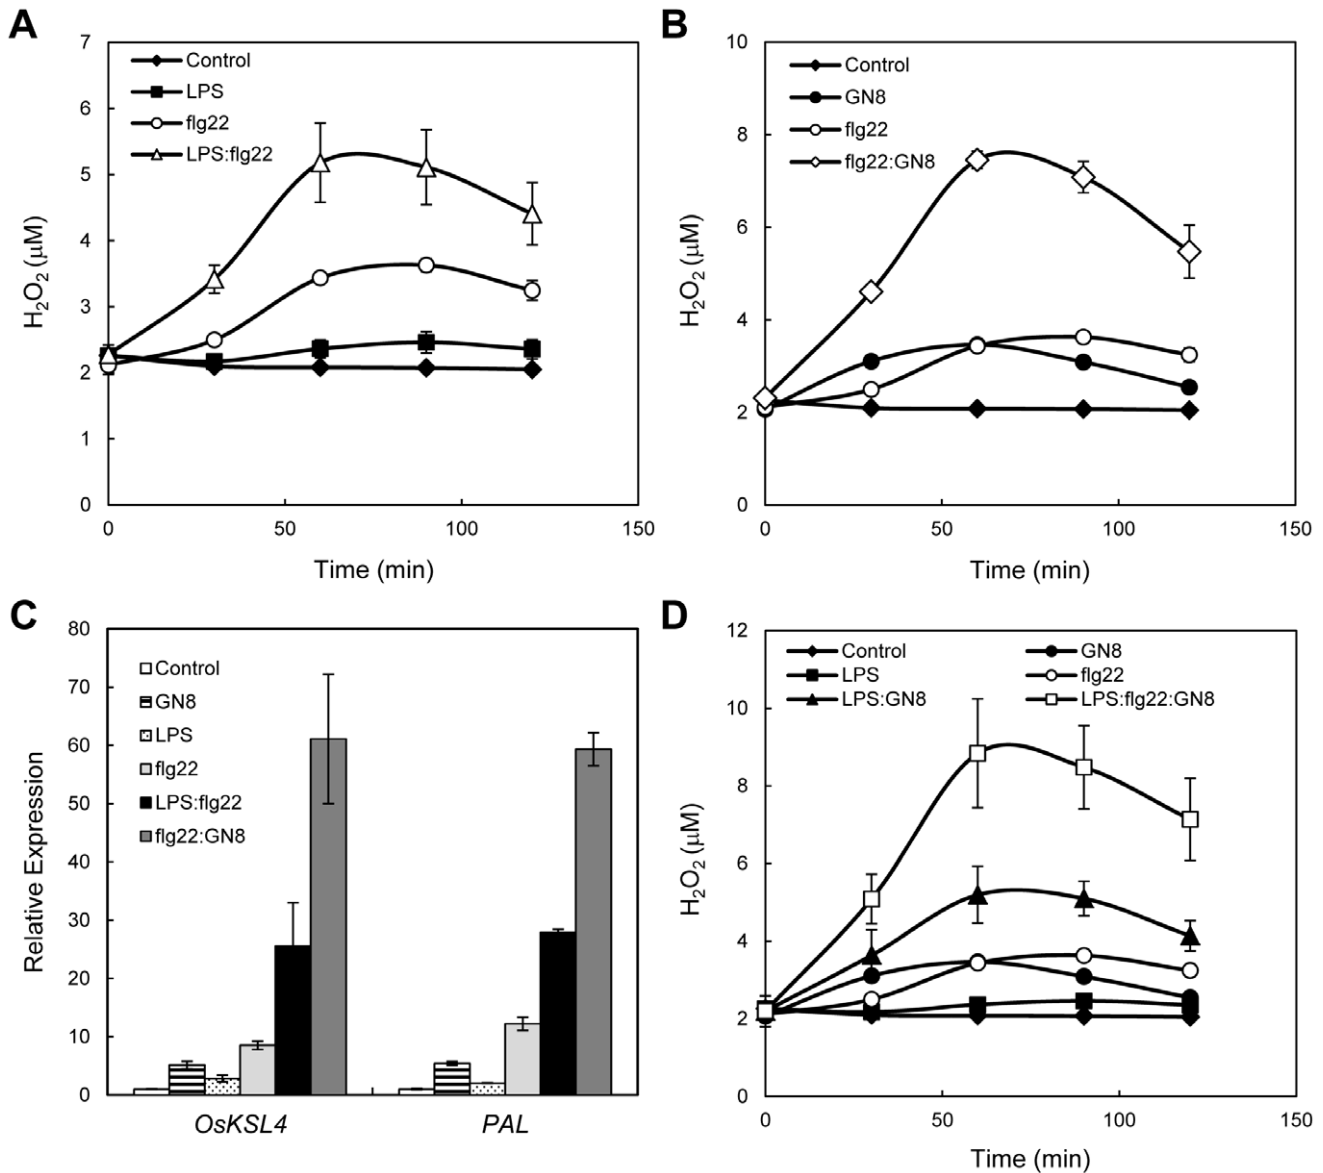 A
7
6
5
4
3
2
1
0
H2O2 (μM)
Control
LPS
flg22
LPS:flg22
0 50 100 150
Time (min)
B
10
8
6
4
2
0
H2O2 (μM)
Control
GN8
flg22
flg22:GN8
0 50 100 150
Time (min)
C
80
70
60
50
40
30
20
10
0
Relative Expression
Control
GN8
LPS
flg22
LPS:flg22
flg22:GN8
OsKSL4 PAL
D
12
10
8
6
4
2
0
H2O2 (μM)
Control GN8
LPS flg22
LPS:GN8 LPS:flg22:GN8
0 50 100 150
Time (min)